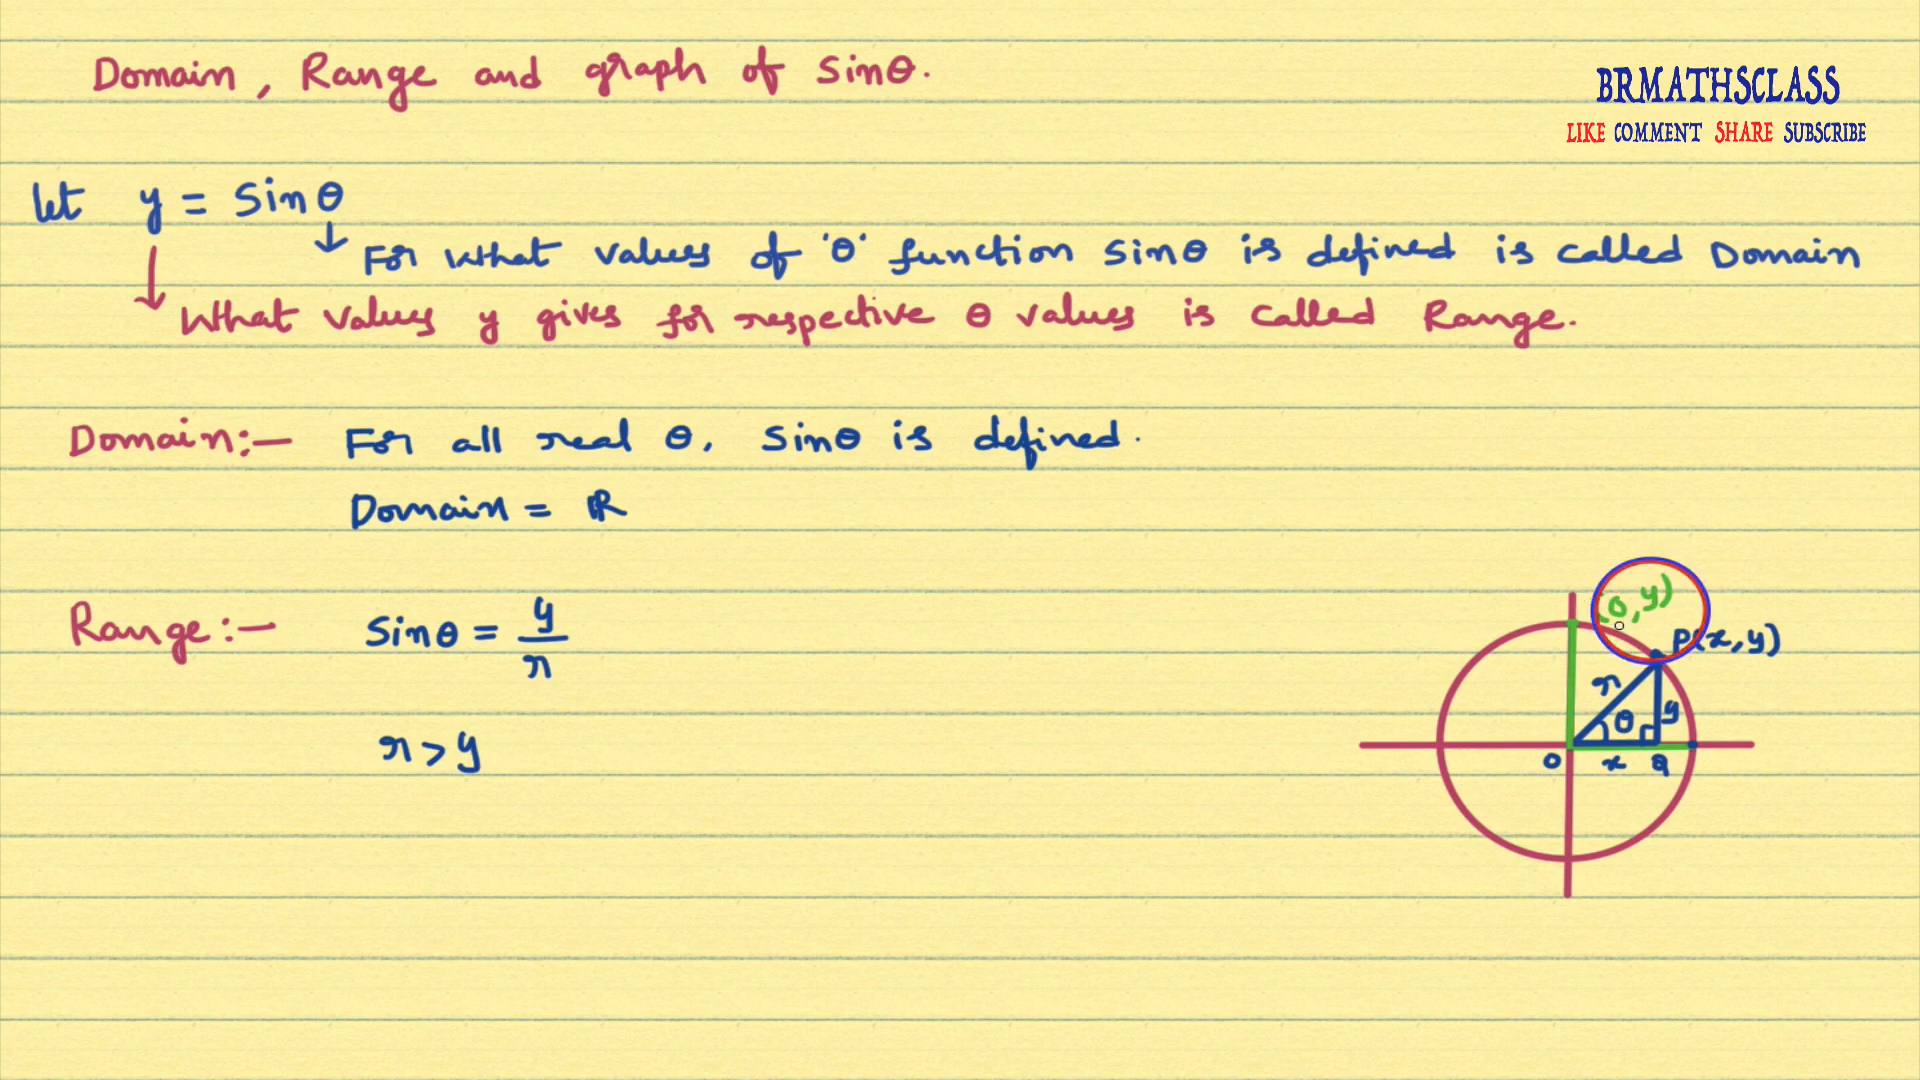 Domain, Range and graph of sinθ.
BRMATHSCLASS
LIKE COMMENT SHARE SUBSCRIBE
Let y = Sinθ
For what values of 'θ' function sinθ is defined is called Domain
What values y gives for respective θ values is called Range.
Domain:— For all real θ, sinθ is defined.
Domain = R
Range:— Sinθ = y/r
r > y
(0,y)
P(x,y)
r
θ
y
O x Q